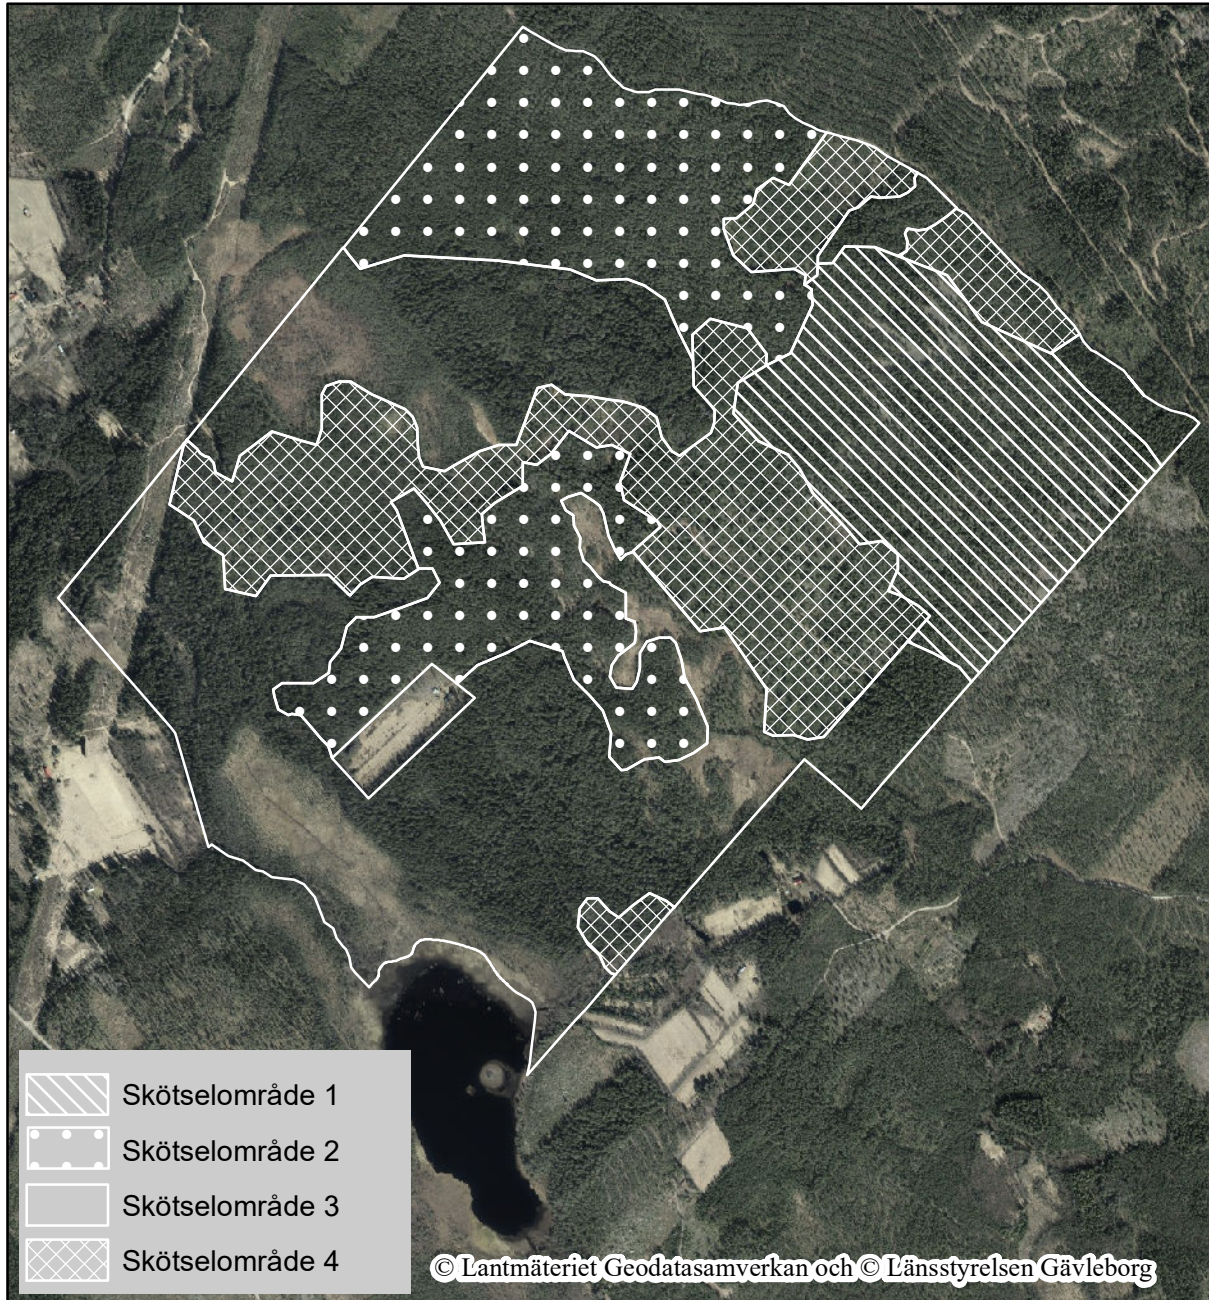 Skötselområde 1
Skötselområde 2
Skötselområde 3
Skötselområde 4
© Lantmäteriet Geodatasamverkan och © Länsstyrelsen Gävleborg